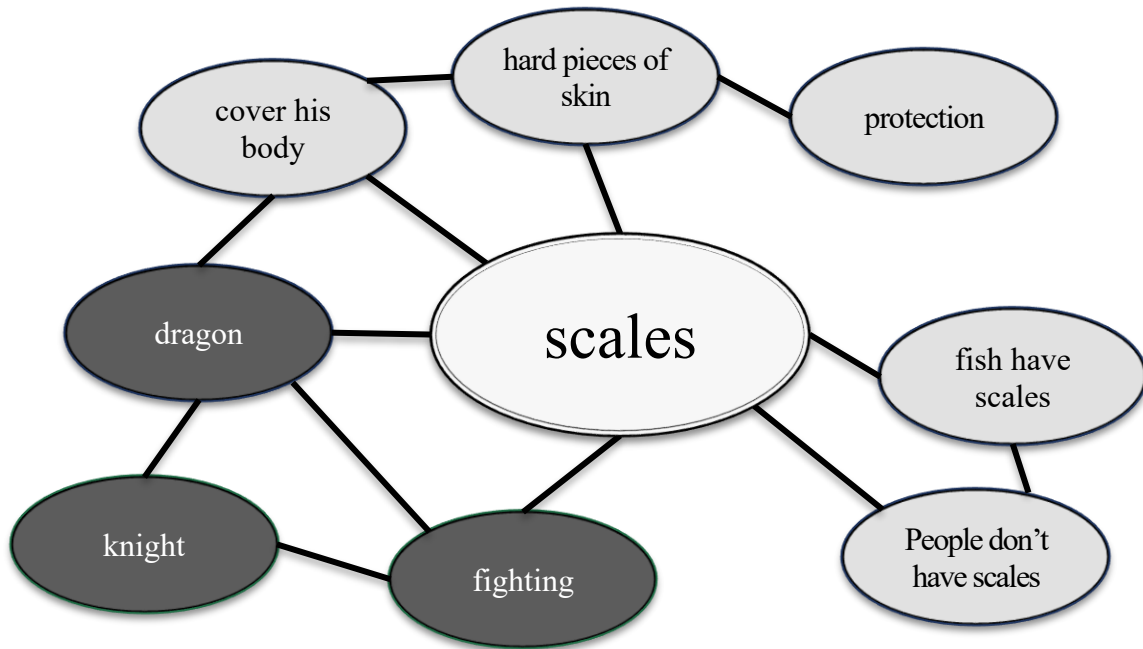 hard pieces of
skin
cover his
body
protection
dragon
scales
fish have
scales
knight
fighting
People don’t
have scales